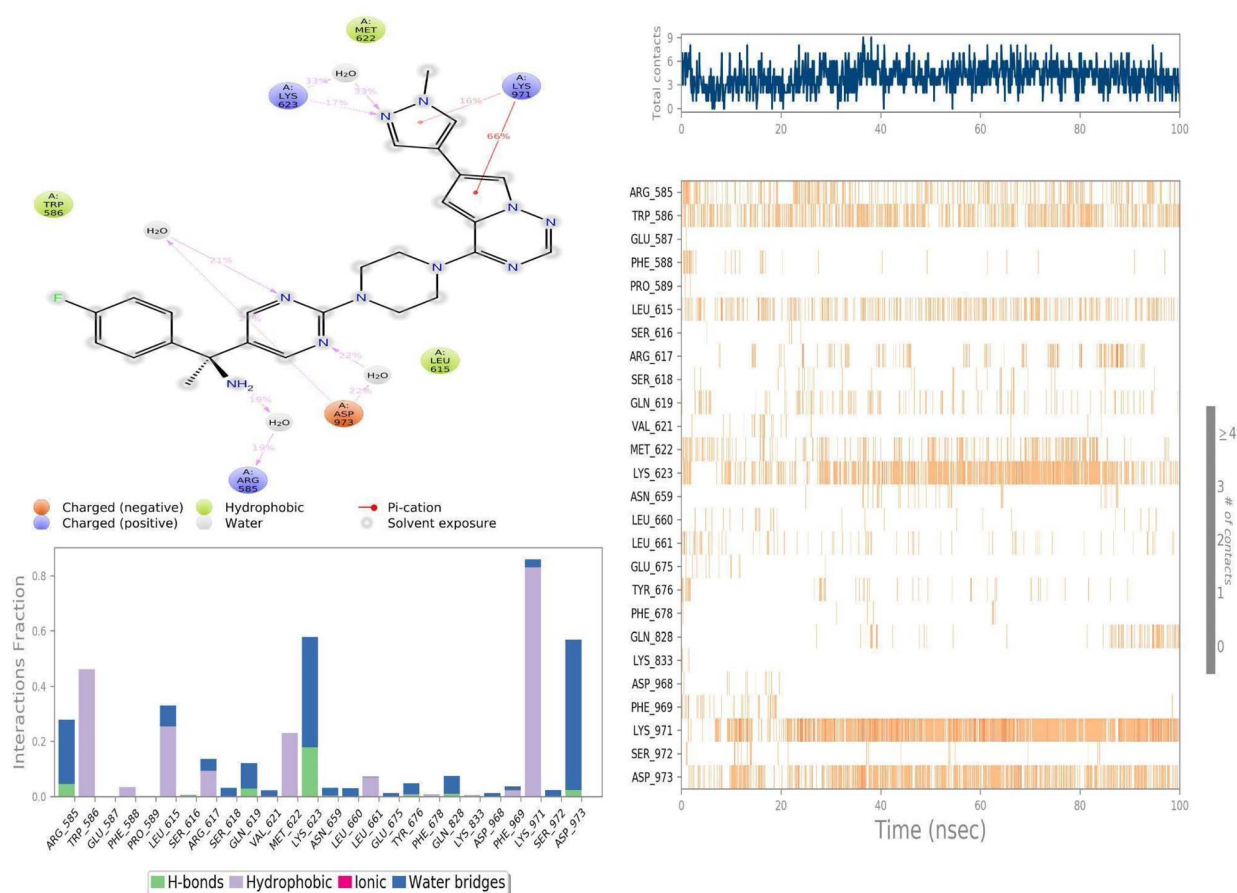 A:
MET
622
H₂O
A:
LYS
623
33%
33%
17%
N
N
16%
A:
LYS
971
66%
A:
TRP
586
H₂O
21%
N
N
N
N
N
N
F
N
N
22%
H₂O
22%
A:
LEU
615
NH₂
19%
H₂O
19%
A:
ASP
973
A:
ARG
585
Charged (negative)
Charged (positive)
Hydrophobic
Water
Pi-cation
Solvent exposure
Interactions Fraction
0.8
0.6
0.4
0.2
0.0
ARG_585
TRP_586
GLU_587
PHE_588
PRO_589
LEU_615
SER_616
ARG_617
SER_618
GLN_619
VAL_621
MET_622
LYS_623
ASN_659
LEU_660
LEU_661
GLU_675
TYR_676
PHE_678
GLN_828
LYS_833
ASP_968
PHE_969
LYS_971
SER_972
ASP_973
H-bonds
Hydrophobic
Ionic
Water bridges
Total contacts
9
6
3
0
0
20
40
60
80
100
ARG_585
TRP_586
GLU_587
PHE_588
PRO_589
LEU_615
SER_616
ARG_617
SER_618
GLN_619
VAL_621
MET_622
LYS_623
ASN_659
LEU_660
LEU_661
GLU_675
TYR_676
PHE_678
GLN_828
LYS_833
ASP_968
PHE_969
LYS_971
SER_972
ASP_973
0
20
40
60
80
100
Time (nsec)
≥4
3
2
1
0
# of contacts